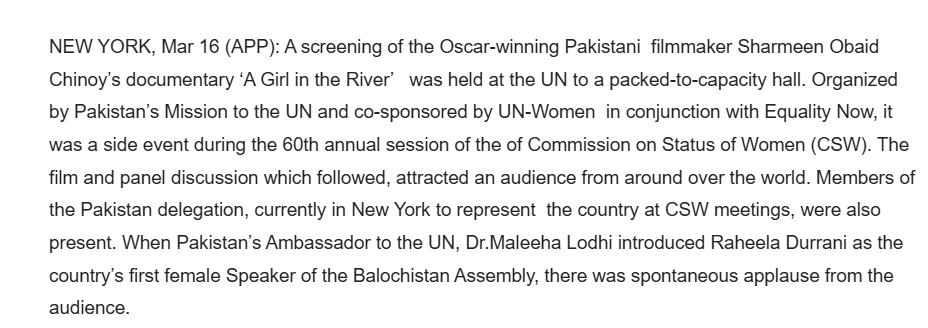 NEW YORK, Mar 16 (APP): A screening of the Oscar-winning Pakistani  filmmaker Sharmeen Obaid
Chinoy’s documentary ‘A Girl in the River’   was held at the UN to a packed-to-capacity hall. Organized
by Pakistan’s Mission to the UN and co-sponsored by UN-Women  in conjunction with Equality Now, it
was a side event during the 60th annual session of the of Commission on Status of Women (CSW). The
film and panel discussion which followed, attracted an audience from around over the world. Members of
the Pakistan delegation, currently in New York to represent  the country at CSW meetings, were also
present. When Pakistan’s Ambassador to the UN, Dr.Maleeha Lodhi introduced Raheela Durrani as the
country’s first female Speaker of the Balochistan Assembly, there was spontaneous applause from the
audience.